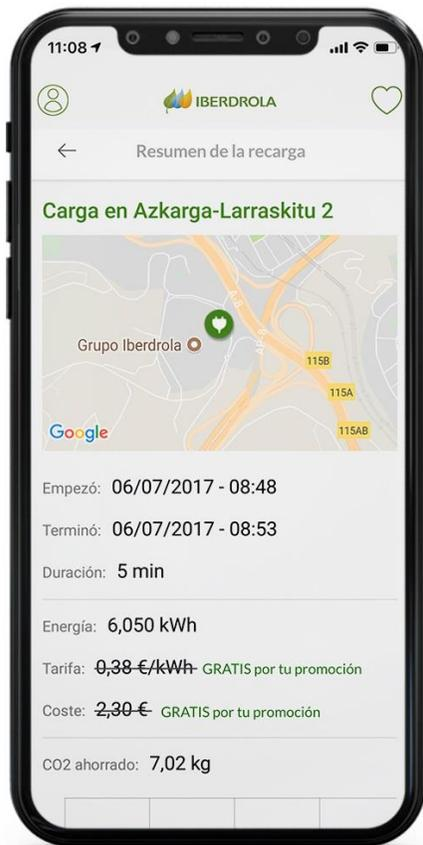 11:08
IBERDROLA
Resumen de la recarga
Carga en Azkarga-Larraskitu 2
A-8
Grupo Iberdrola
AP-8
115B
115A
115AB
Google
Empezó: 06/07/2017 - 08:48
Terminó: 06/07/2017 - 08:53
Duración: 5 min
Energía: 6,050 kWh
Tarifa: 0,38 €/kWh GRATIS por tu promoción
Coste: 2,30 € GRATIS por tu promoción
CO2 ahorrado: 7,02 kg